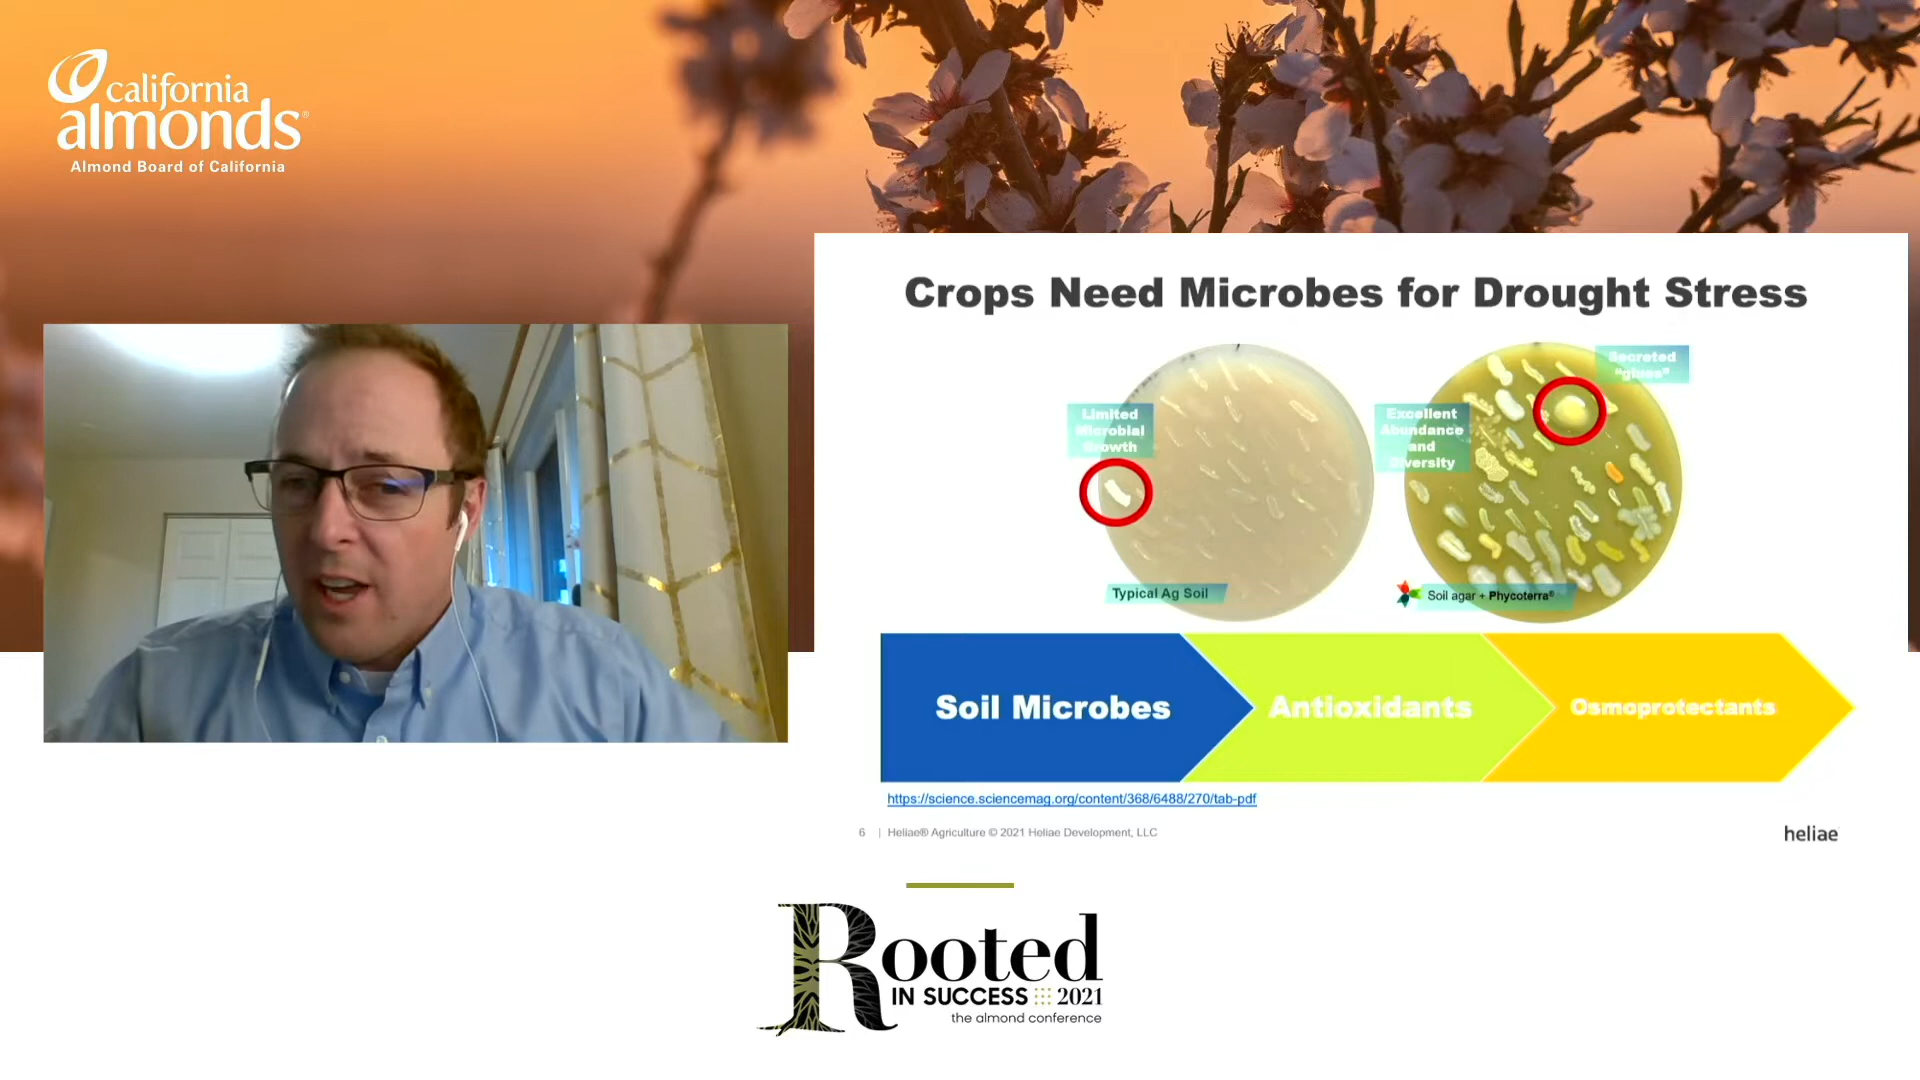 california
almonds®
Almond Board of California
Crops Need Microbes for Drought Stress
Secreted
"glues"
Limited
Microbial
Growth
Excellent
Abundance
and
Diversity
Typical Ag Soil
Soil agar + Phycoterra®
Soil Microbes
Antioxidants
Osmoprotectants
https://science.sciencemag.org/content/368/6488/270/tab-pdf
6 | Heliae® Agriculture © 2021 Heliae Development, LLC
heliae
Rooted
IN SUCCESS 2021
the almond conference